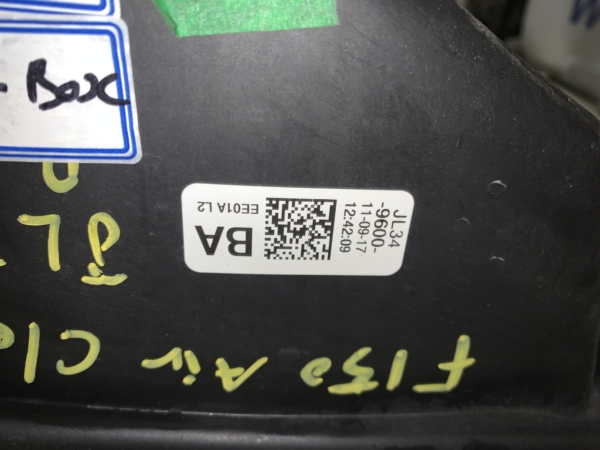 Box
JL34
-9600-
11-09-17
12:42:09
BA
EE01A L2
F150 Air Cl